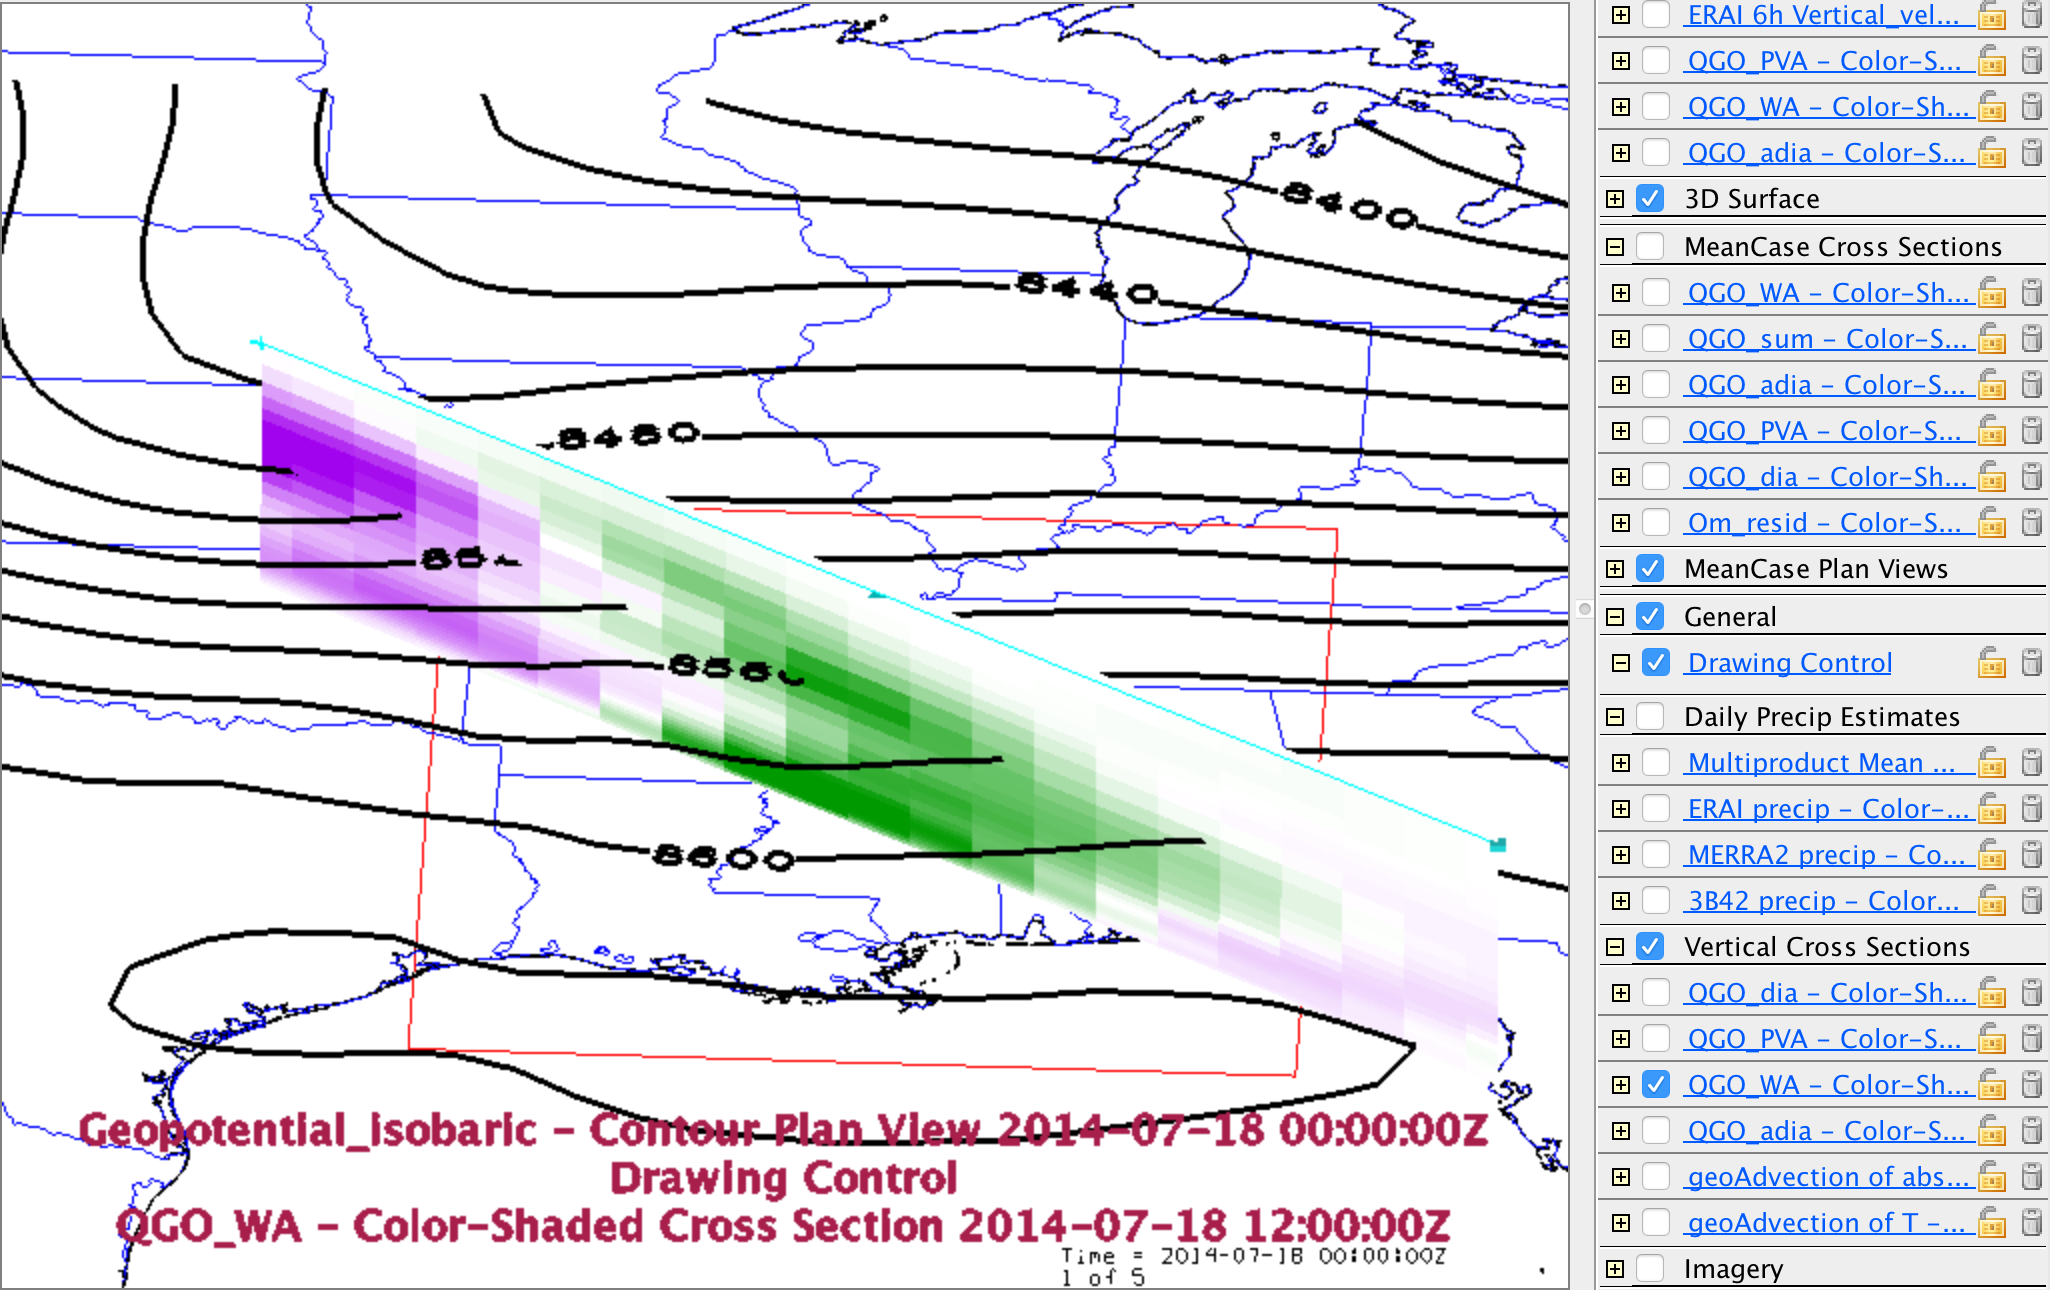 8400
8440
8480
856
8600
Geopotential_isobaric - Contour Plan View 2014-07-18 00:00:00Z
Drawing Control
QGO_WA - Color-Shaded Cross Section 2014-07-18 12:00:00Z
Time = 2014-07-18 00:00:00Z
1 of 5
ERAI 6h Vertical_vel...
QGO_PVA - Color-S...
QGO_WA - Color-Sh...
QGO_adia - Color-S...
3D Surface
MeanCase Cross Sections
QGO_WA - Color-Sh...
QGO_sum - Color-S...
QGO_adia - Color-S...
QGO_PVA - Color-S...
QGO_dia - Color-Sh...
Om_resid - Color-S...
MeanCase Plan Views
General
Drawing Control
Daily Precip Estimates
Multiproduct Mean ...
ERAI precip - Color-...
MERRA2 precip - Co...
3B42 precip - Color...
Vertical Cross Sections
QGO_dia - Color-Sh...
QGO_PVA - Color-S...
QGO_WA - Color-Sh...
QGO_adia - Color-S...
geoAdvection of abs...
geoAdvection of T -...
Imagery